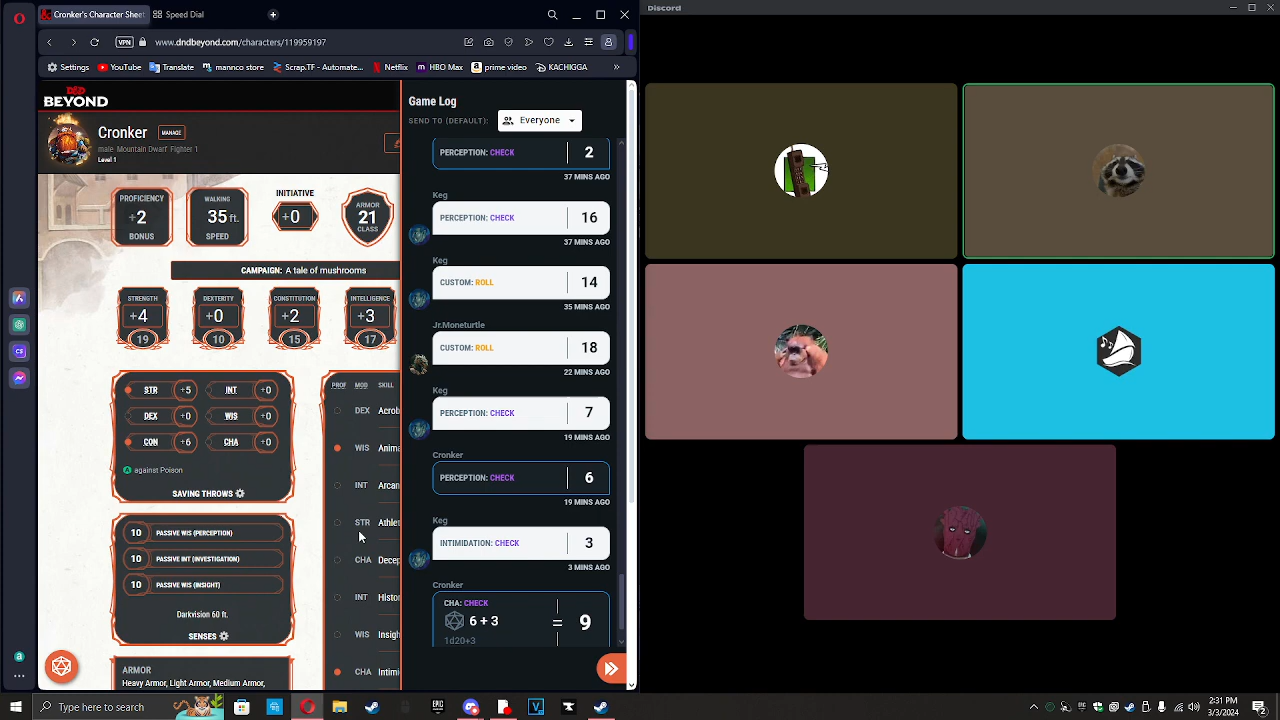 Cronker's Character Sheet
Speed Dial
VPN
www.dndbeyond.com/characters/119959197
Settings
YouTube
Translate
mannco store
Scrap.TF - Automate...
Netflix
HBO Max
prime video
KACHIGGA
D&D
BEYOND
Cronker
MANAGE
male Mountain Dwarf Fighter 1
Level 1
PROFICIENCY
+2
BONUS
WALKING
35 ft.
SPEED
INITIATIVE
+0
ARMOR
21
CLASS
CAMPAIGN: A tale of mushrooms
STRENGTH
+4
19
DEXTERITY
+0
10
CONSTITUTION
+2
15
INTELLIGENCE
+3
17
STR +5 INT +0
DEX +0 WIS +0
CON +6 CHA +0
A against Poison
SAVING THROWS
10 PASSIVE WIS (PERCEPTION)
10 PASSIVE INT (INVESTIGATION)
10 PASSIVE WIS (INSIGHT)
Darkvision 60 ft.
SENSES
ARMOR
Heavy Armor, Light Armor, Medium Armor,
PROF MOD SKILL
DEX Acrob
WIS Anima
INT Arcan
STR Athlet
CHA Decep
INT Histor
WIS Insigh
CHA Intimi
Game Log
SEND TO (DEFAULT): Everyone
PERCEPTION: CHECK 2
37 MINS AGO
Keg
PERCEPTION: CHECK 16
37 MINS AGO
Keg
CUSTOM: ROLL 14
35 MINS AGO
Jr.Moneturtle
CUSTOM: ROLL 18
22 MINS AGO
Keg
PERCEPTION: CHECK 7
19 MINS AGO
Cronker
PERCEPTION: CHECK 6
19 MINS AGO
Keg
INTIMIDATION: CHECK 3
3 MINS AGO
Cronker
CHA: CHECK
6 + 3 = 9
1d20+3
Discord
Type here to search
EPIC
2:31 PM
3/3/2024